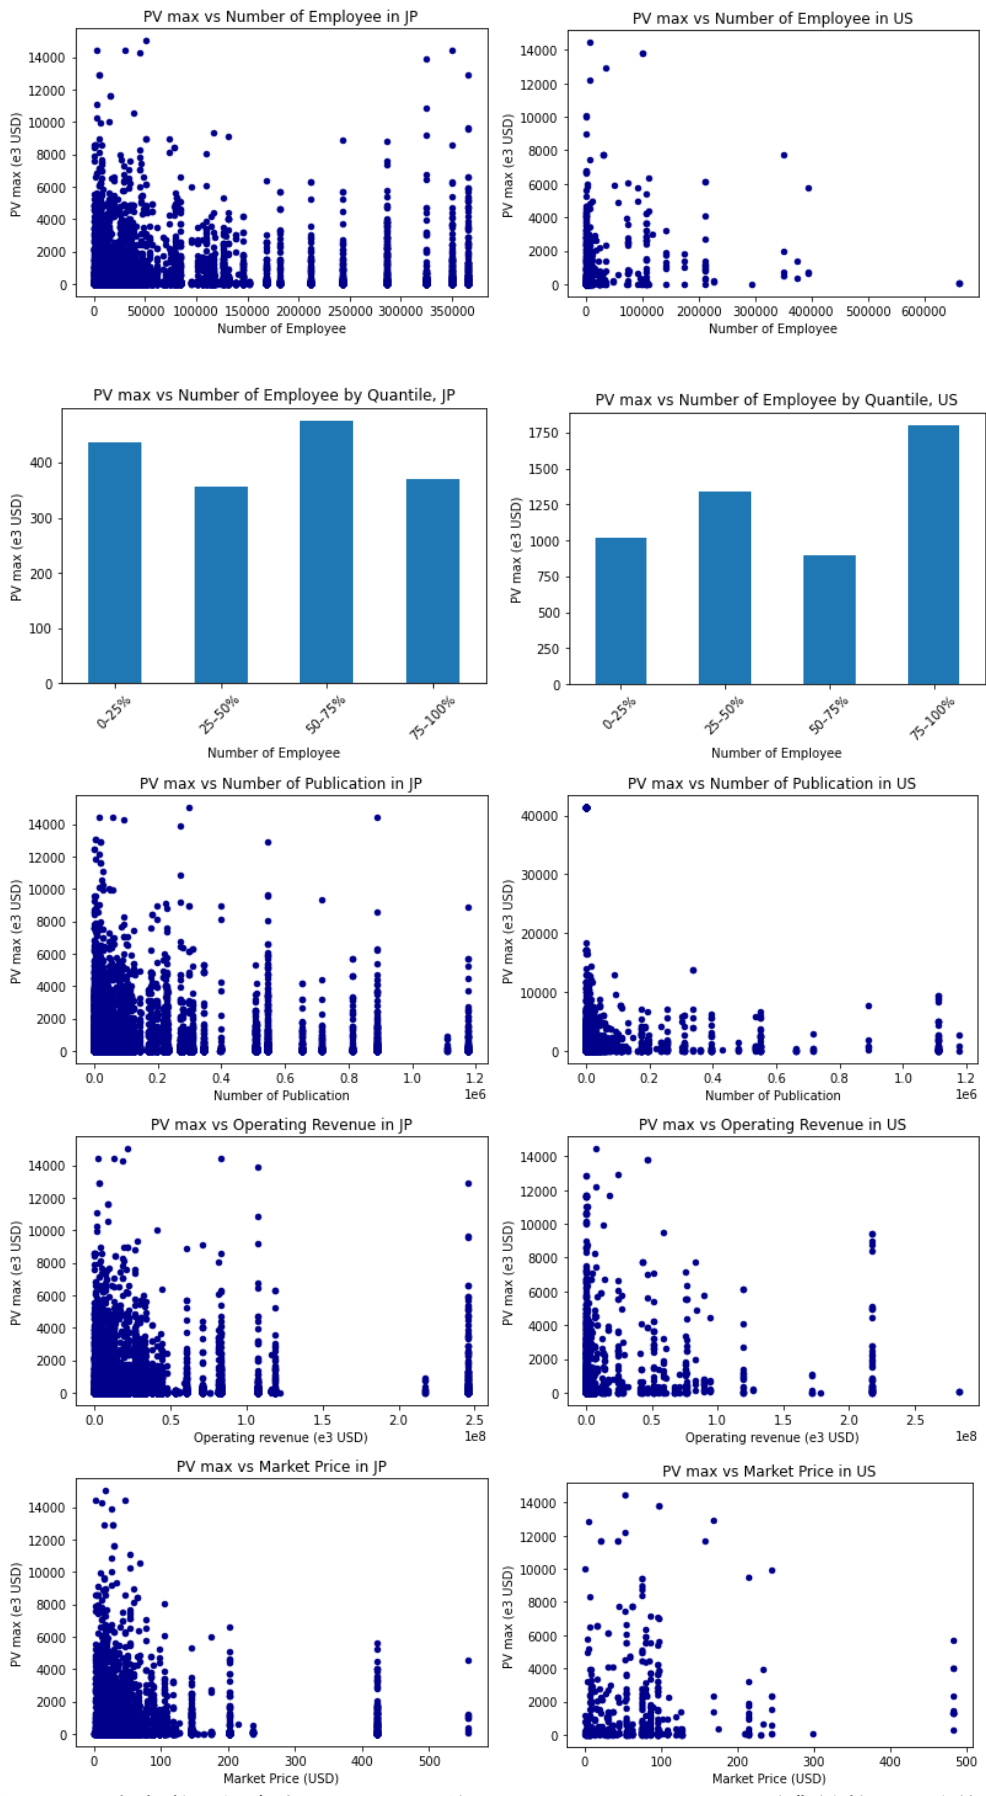 PV max vs Number of Employee in JP
PV max (e3 USD)
14000
12000
10000
8000
6000
4000
2000
0
0 50000 100000 150000 200000 250000 300000 350000
Number of Employee
PV max vs Number of Employee in US
PV max (e3 USD)
14000
12000
10000
8000
6000
4000
2000
0
0 100000 200000 300000 400000 500000 600000
Number of Employee
PV max vs Number of Employee by Quantile, JP
PV max (e3 USD)
400
300
200
100
0
0-25% 25-50% 50-75% 75-100%
Number of Employee
PV max vs Number of Employee by Quantile, US
PV max (e3 USD)
1750
1500
1250
1000
750
500
250
0
0-25% 25-50% 50-75% 75-100%
Number of Employee
PV max vs Number of Publication in JP
PV max (e3 USD)
14000
12000
10000
8000
6000
4000
2000
0
0.0 0.2 0.4 0.6 0.8 1.0 1.2
1e6
Number of Publication
PV max vs Number of Publication in US
PV max (e3 USD)
40000
30000
20000
10000
0
0.0 0.2 0.4 0.6 0.8 1.0 1.2
1e6
Number of Publication
PV max vs Operating Revenue in JP
PV max (e3 USD)
14000
12000
10000
8000
6000
4000
2000
0
0.0 0.5 1.0 1.5 2.0 2.5
1e8
Operating revenue (e3 USD)
PV max vs Operating Revenue in US
PV max (e3 USD)
14000
12000
10000
8000
6000
4000
2000
0
0.0 0.5 1.0 1.5 2.0 2.5
1e8
Operating revenue (e3 USD)
PV max vs Market Price in JP
PV max (e3 USD)
14000
12000
10000
8000
6000
4000
2000
0
0 100 200 300 400 500
Market Price (USD)
PV max vs Market Price in US
PV max (e3 USD)
14000
12000
10000
8000
6000
4000
2000
0
0 100 200 300 400 500
Market Price (USD)